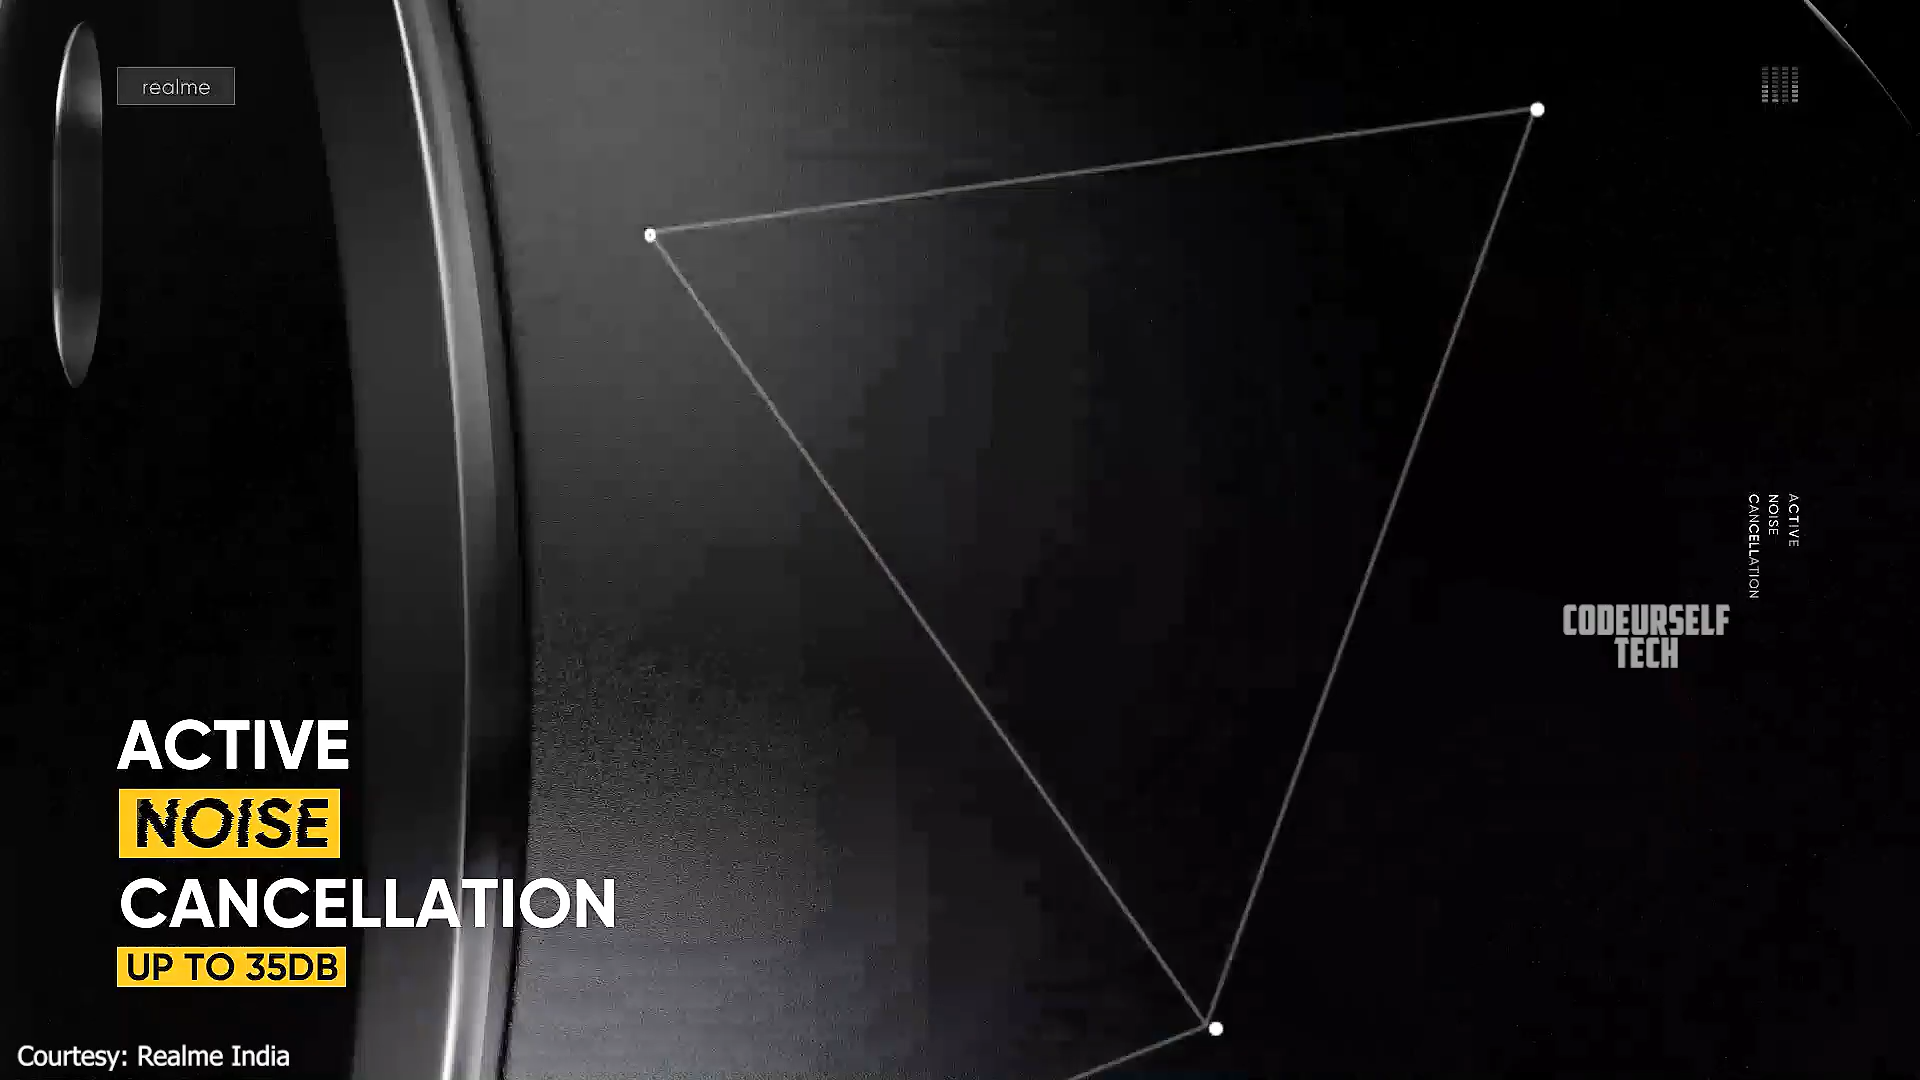 realme
ACTIVE
NOISE
CANCELLATION
CODEURSELF
TECH
ACTIVE
NOISE
CANCELLATION
UP TO 35DB
Courtesy: Realme India